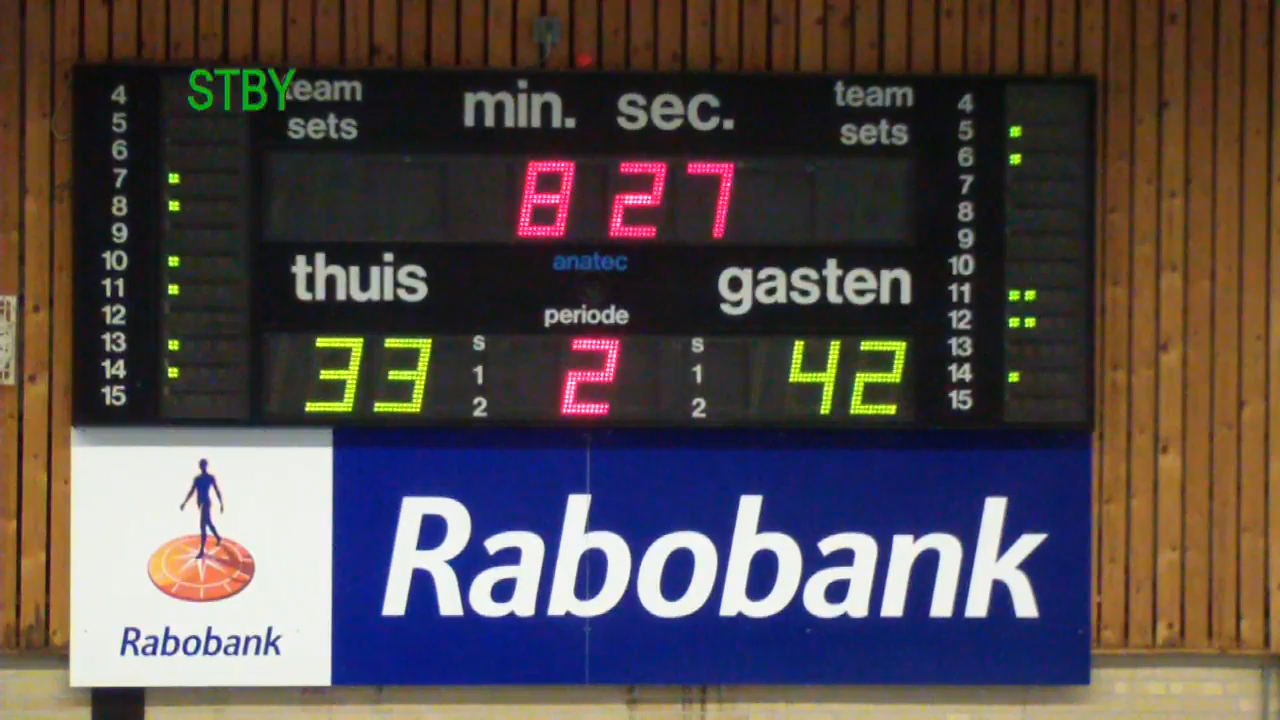 STBY
team sets
min. sec.
team sets
8 27
thuis
anatec
gasten
periode
33
2
42
s 1 2
s 1 2
4
5
6
7
8
9
10
11
12
13
14
15
4
5
6
7
8
9
10
11
12
13
14
15
Rabobank
Rabobank